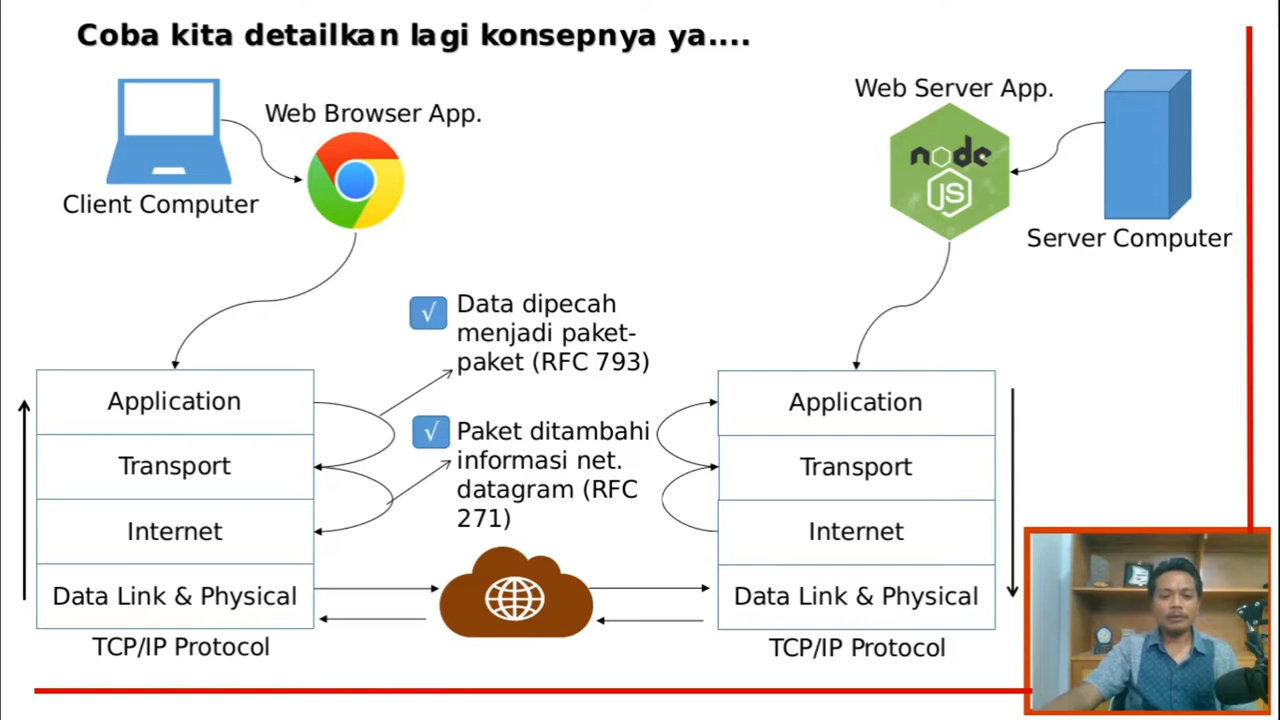 Coba kita detailkan lagi konsepnya ya....
Web Browser App.
Client Computer
Web Server App.
node
JS
Server Computer
√
Data dipecah
menjadi paket-
paket (RFC 793)
√
Paket ditambahi
informasi net.
datagram (RFC
271)
Application
Transport
Internet
Data Link & Physical
TCP/IP Protocol
Application
Transport
Internet
Data Link & Physical
TCP/IP Protocol